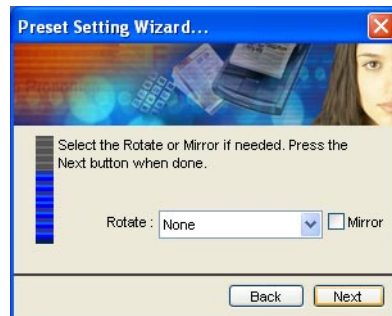 Preset Setting Wizard...
Select the Rotate or Mirror if needed. Press the
Next button when done.
Rotate : None Mirror
Back Next